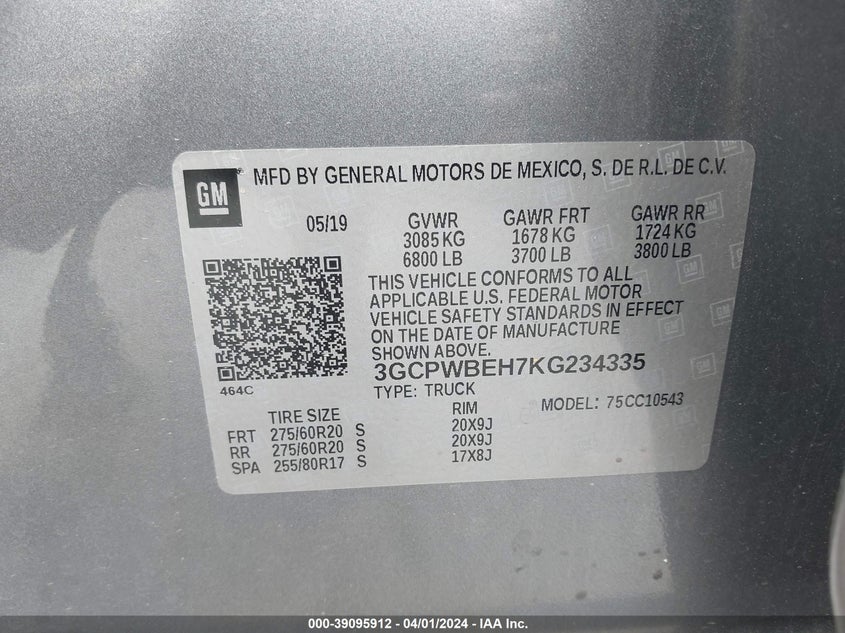 GM
MFD BY GENERAL MOTORS DE MEXICO, S. DE R.L. DE C.V.
05/19 GVWR GAWR FRT GAWR RR
3085 KG 1678 KG 1724 KG
6800 LB 3700 LB 3800 LB
THIS VEHICLE CONFORMS TO ALL
APPLICABLE U.S. FEDERAL MOTOR
VEHICLE SAFETY STANDARDS IN EFFECT
ON THE DATE OF MANUFACTURE
SHOWN ABOVE.
3GCPWBEH7KG234335
464C TYPE: TRUCK
MODEL: 75CC10543
TIRE SIZE RIM
FRT 275/60R20 S 20X9J
RR 275/60R20 S 20X9J
SPA 255/80R17 S 17X8J
000-39095912 - 04/01/2024 - IAA Inc.